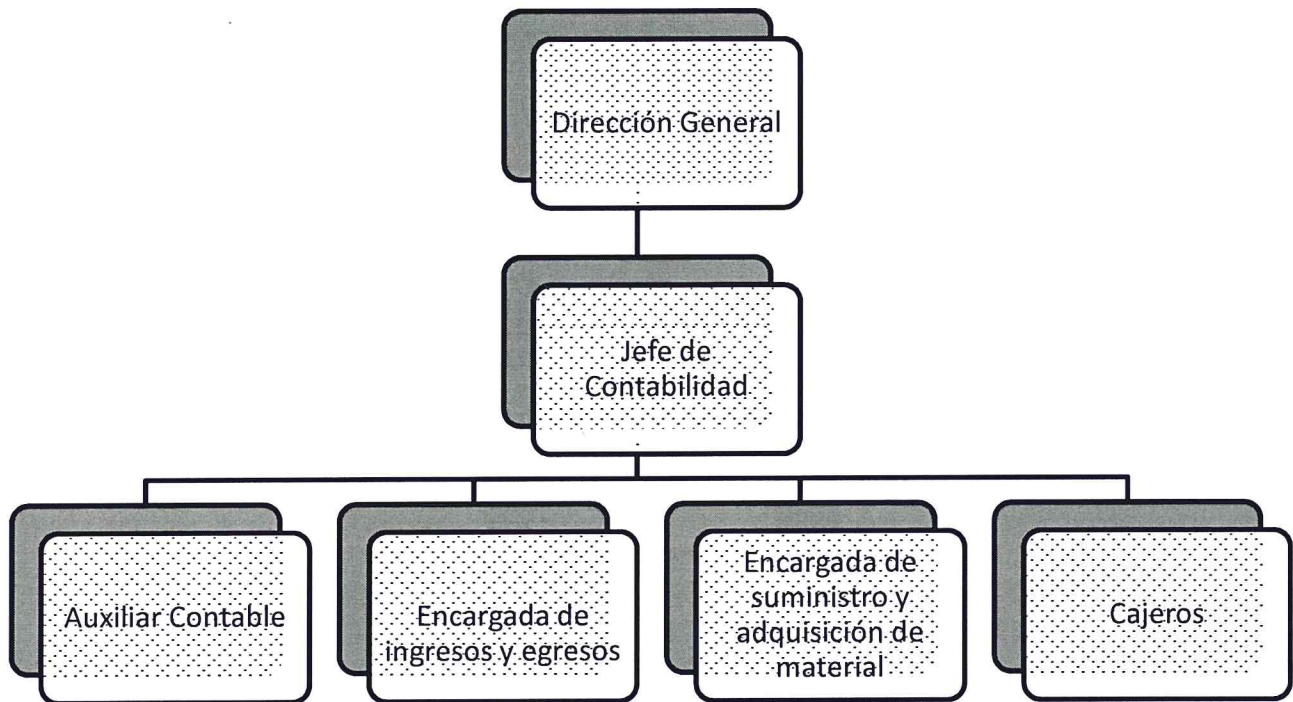 Dirección General
Jefe de
Contabilidad
Auxiliar Contable
Encargada de
ingresos y egresos
Encargada de
suministro y
adquisición de
material
Cajeros